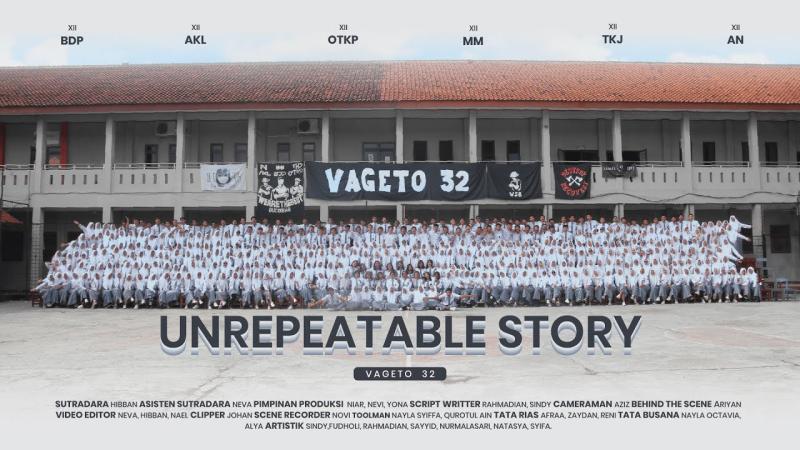 XII XII XII XII XII XII
BDP AKL OTKP MM TKJ AN
VAGETO 32
UNREPEATABLE STORY
VAGETO 32
SUTRADARA HIBBAN ASISTEN SUTRADARA NEVA PIMPINAN PRODUKSI NIAR, NEVI, YONA SCRIPT WRITTER RAHMADIAN, SINDY CAMERAMAN AZIZ BEHIND THE SCENE ARIYAN
VIDEO EDITOR NEVA, HIBBAN, NAEL CLIPPER JOHAN SCENE RECORDER NOVI TOOLMAN NAYLA SYIFFA, QUROTUL AIN TATA RIAS AFRAA, ZAYDAN, RENI TATA BUSANA NAYLA OCTAVIA,
ALYA ARTISTIK SINDY,FUDHOLI, RAHMADIAN, SAYYID, NURMALASARI, NATASYA, SYIFA.